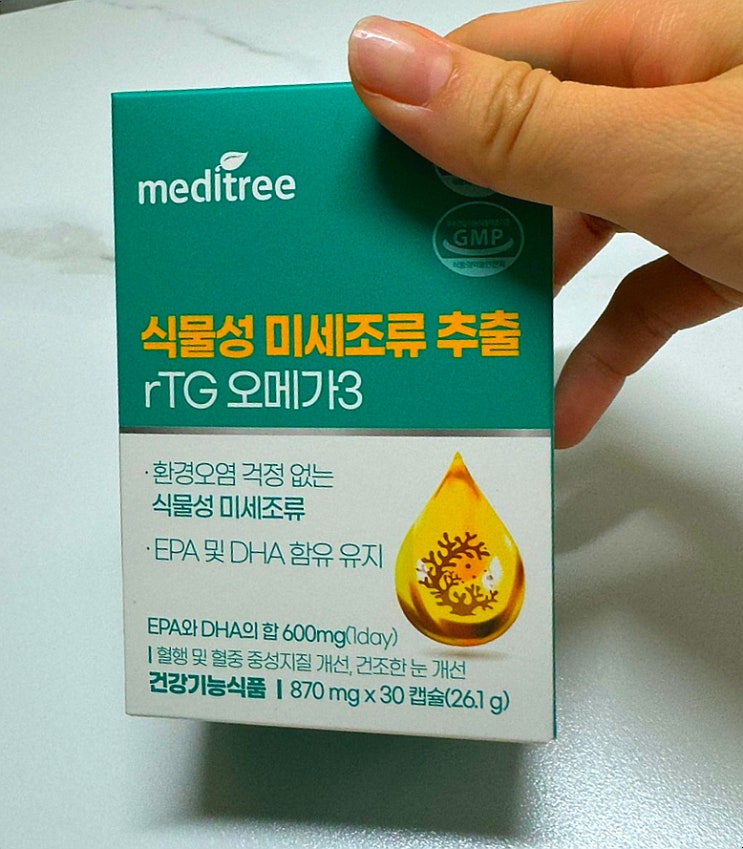 meditree
GMP
식물성 미세조류 추출
rTG 오메가3
· 환경오염 걱정 없는
식물성 미세조류
· EPA 및 DHA 함유 유지
EPA와 DHA의 합 600mg(1day)
| 혈행 및 혈중 중성지질 개선, 건조한 눈 개선
건강기능식품 | 870 mg x 30 캡슐(26.1 g)